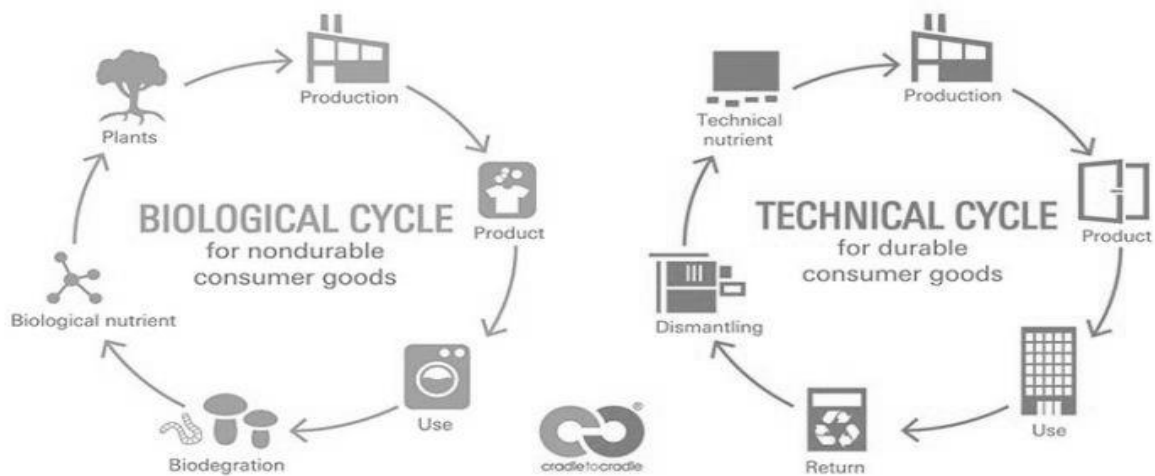 Production
Plants
BIOLOGICAL CYCLE
for nondurable
consumer goods
Product
Biological nutrient
Use
Biodegration
cradletocradle
®
Production
Technical
nutrient
TECHNICAL CYCLE
for durable
consumer goods
Product
Dismantling
Use
Return